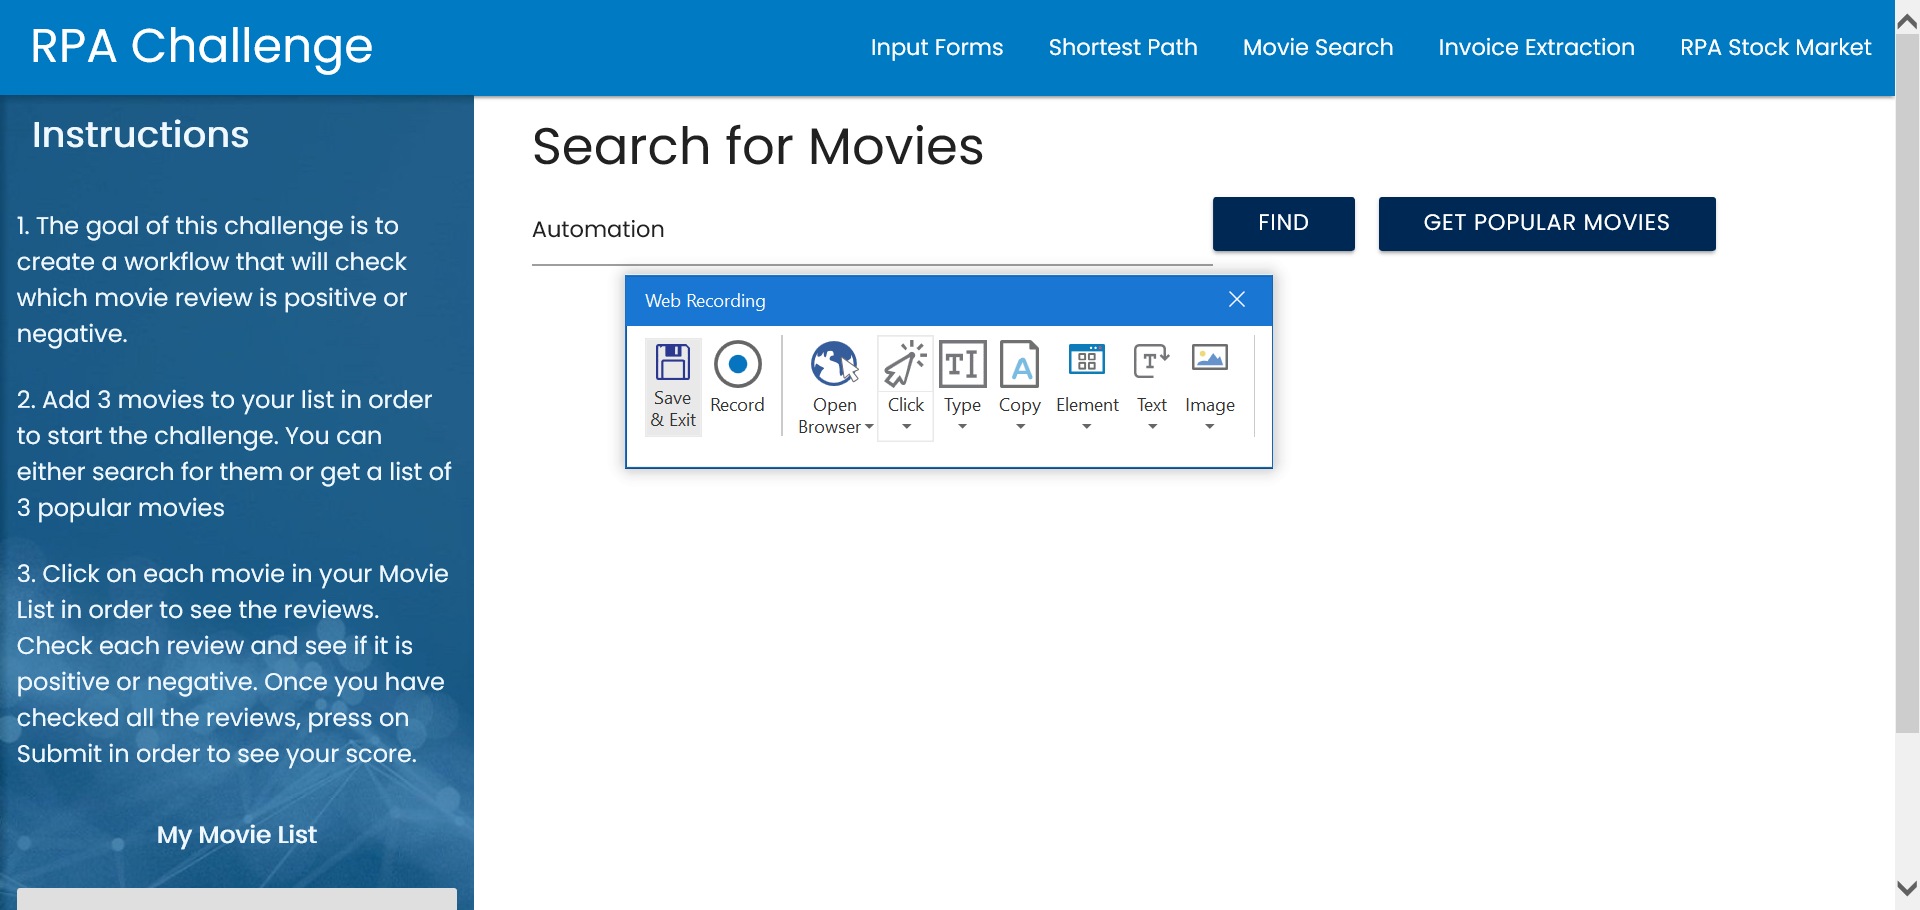 RPA Challenge
Input Forms
Shortest Path
Movie Search
Invoice Extraction
RPA Stock Market
Instructions
1. The goal of this challenge is to
create a workflow that will check
which movie review is positive or
negative.
2. Add 3 movies to your list in order
to start the challenge. You can
either search for them or get a list of
3 popular movies
3. Click on each movie in your Movie
List in order to see the reviews.
Check each review and see if it is
positive or negative. Once you have
checked all the reviews, press on
Submit in order to see your score.
My Movie List
Search for Movies
Automation
FIND
GET POPULAR MOVIES
Web Recording
Save
& Exit
Record
Open
Browser
Click
Type
Copy
Element
Text
Image